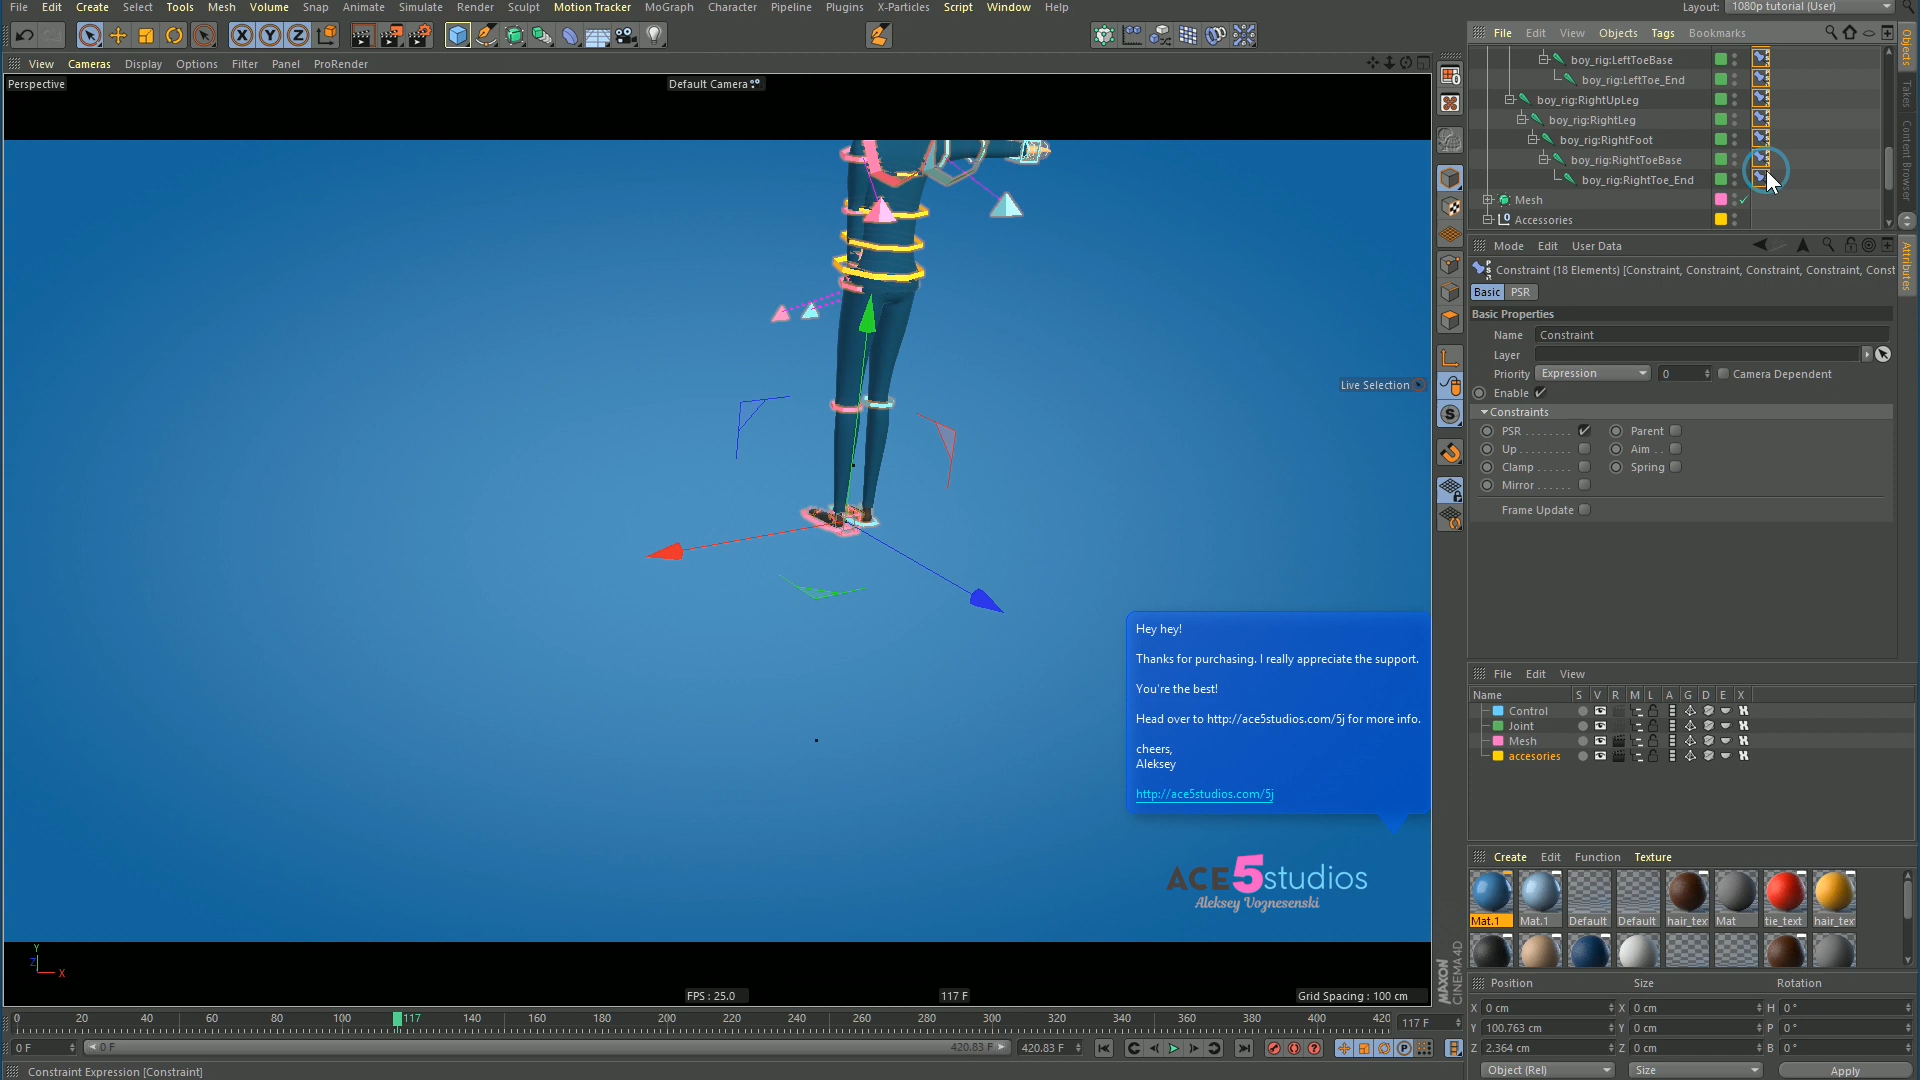 File Edit Create Select Tools Mesh Volume Snap Animate Simulate Render Sculpt Motion Tracker MoGraph Character Pipeline Plugins X-Particles Script Window Help
Layout: 1080p tutorial (User)
View Cameras Display Options Filter Panel ProRender
Perspective
Default Camera
File Edit View Objects Tags Bookmarks
boy_rig:LeftToeBase
boy_rig:LeftToe_End
boy_rig:RightUpLeg
boy_rig:RightLeg
boy_rig:RightFoot
boy_rig:RightToeBase
boy_rig:RightToe_End
Mesh
Accessories
Objects
Takes
Content Browser
Attributes
Mode Edit User Data
Constraint (18 Elements) [Constraint, Constraint, Constraint, Constraint, Const
Basic PSR
Basic Properties
Name Constraint
Layer
Priority Expression 0 Camera Dependent
Enable
Constraints
PSR Parent
Up Aim
Clamp Spring
Mirror
Frame Update
Live Selection
Hey hey!
Thanks for purchasing. I really appreciate the support.
You're the best!
Head over to http://ace5studios.com/5j for more info.
cheers,
Aleksey
http://ace5studios.com/5j
ACE5studios
Aleksey Voznesenski
File Edit View
Name S V R M L A G D E X
Control
Joint
Mesh
accesories
Create Edit Function Texture
Mat.1 Mat.1 Default Default hair_tex Mat tie_text hair_tex
MAXON
CINEMA4D
Y
Z
X
FPS : 25.0
117 F
Grid Spacing : 100 cm
0 20 40 60 80 100 117 140 160 180 200 220 240 260 280 300 320 340 360 380 400 420
117 F
0 F
0 F
420.83 F
420.83 F
Position Size Rotation
X 0 cm X 0 cm H 0 °
Y 100.763 cm Y 0 cm P 0 °
Z 2.364 cm Z 0 cm B 0 °
Object (Rel) Size Apply
Constraint Expression [Constraint]